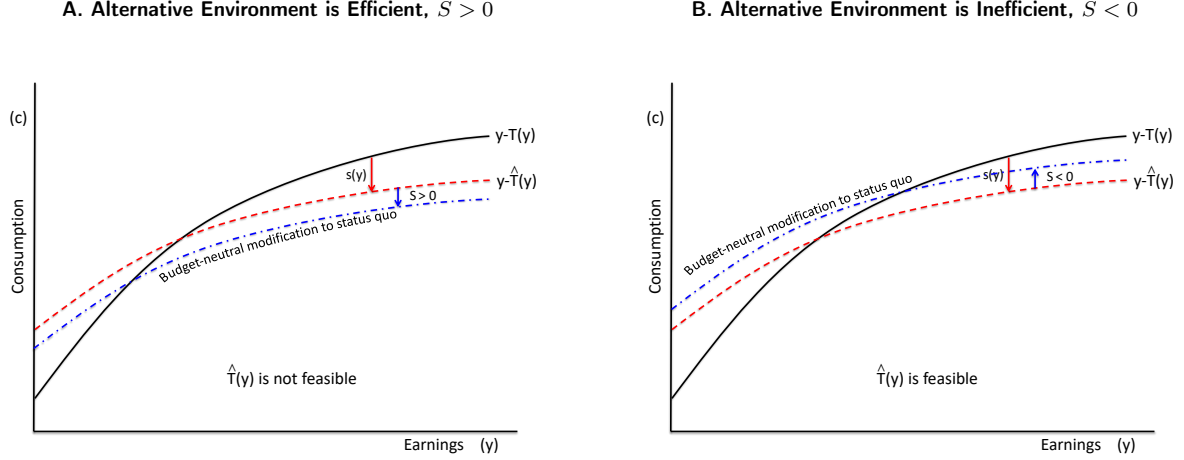 A. Alternative Environment is Efficient, S > 0
(c)
Consumption
y-T(y)
s(y)
y-T̂(y)
S > 0
Budget-neutral modification to status quo
T̂(y) is not feasible
Earnings (y)
B. Alternative Environment is Inefficient, S < 0
(c)
Consumption
y-T(y)
Budget-neutral modification to status quo
s(y)
S < 0
y-T̂(y)
T̂(y) is feasible
Earnings (y)